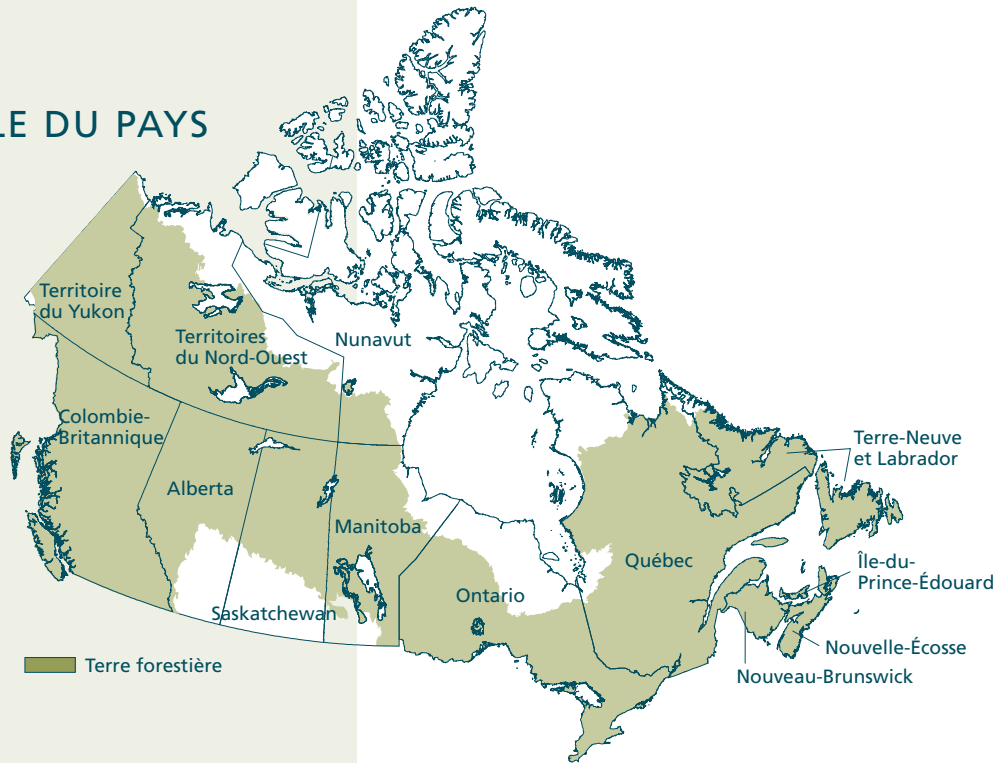 LE DU PAYS
Territoire
du Yukon
Territoires
du Nord-Ouest
Nunavut
Colombie-
Britannique
Alberta
Saskatchewan
Manitoba
Ontario
Québec
Terre-Neuve
et Labrador
Île-du-
Prince-Édouard
Nouvelle-Écosse
Nouveau-Brunswick
Terre forestière